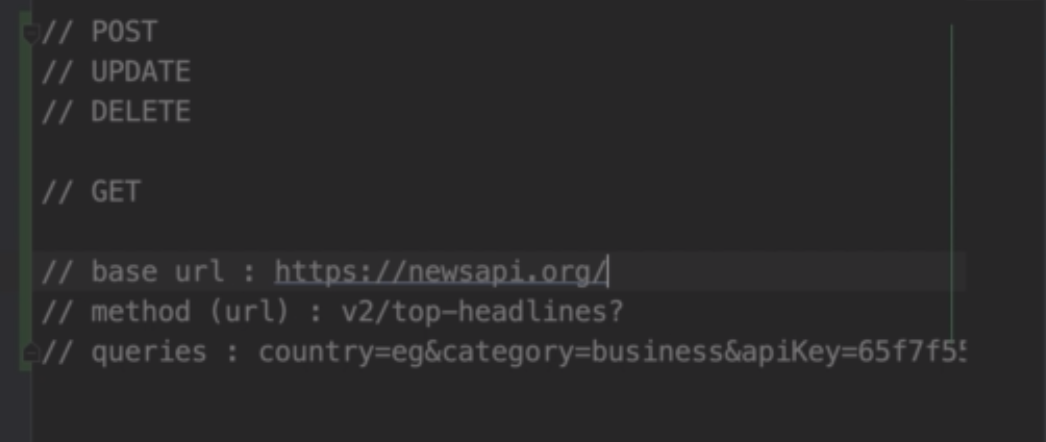 // POST
// UPDATE
// DELETE
// GET
// base url : https://newsapi.org/
// method (url) : v2/top-headlines?
// queries : country=eg&category=business&apiKey=65f7f55